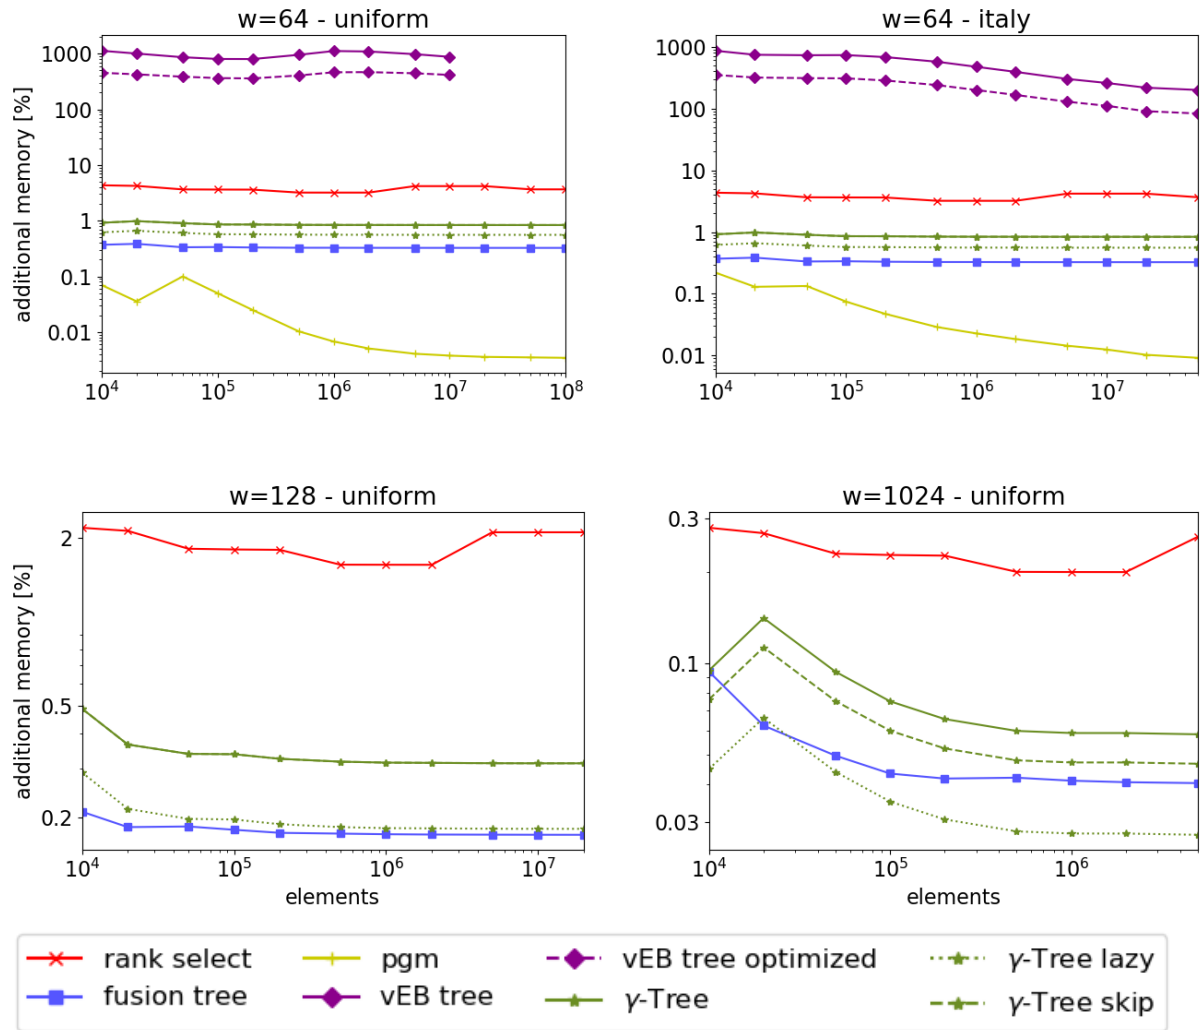 w=64 - uniform
additional memory [%]
1000
100
10
1
0.1
0.01
10⁴ 10⁵ 10⁶ 10⁷ 10⁸
w=64 - italy
1000
100
10
1
0.1
0.01
10⁴ 10⁵ 10⁶ 10⁷
w=128 - uniform
additional memory [%]
2
0.5
0.2
10⁴ 10⁵ 10⁶ 10⁷
elements
w=1024 - uniform
0.3
0.1
0.03
10⁴ 10⁵ 10⁶
elements
rank select
fusion tree
pgm
vEB tree
vEB tree optimized
γ-Tree
γ-Tree lazy
γ-Tree skip